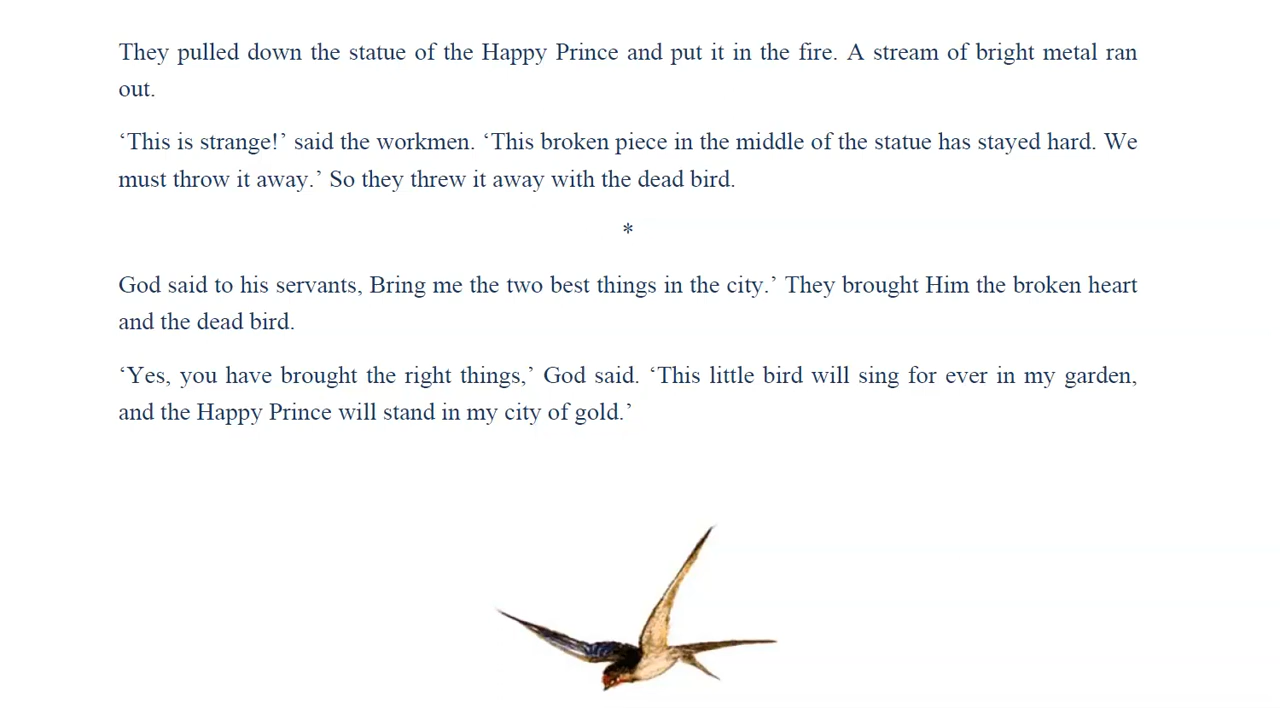 They pulled down the statue of the Happy Prince and put it in the fire. A stream of bright metal ran
out.
‘This is strange!’ said the workmen. ‘This broken piece in the middle of the statue has stayed hard. We
must throw it away.’ So they threw it away with the dead bird.
*
God said to his servants, Bring me the two best things in the city.’ They brought Him the broken heart
and the dead bird.
‘Yes, you have brought the right things,’ God said. ‘This little bird will sing for ever in my garden,
and the Happy Prince will stand in my city of gold.’